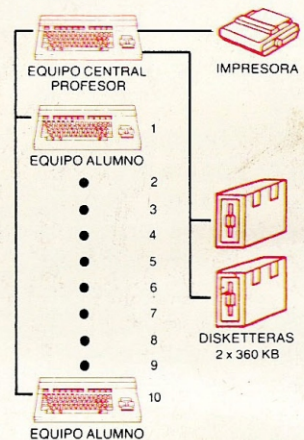 EQUIPO CENTRAL
PROFESOR
IMPRESORA
1
EQUIPO ALUMNO
2
3
4
5
6
7
8
9
DISKETTERAS
2 x 360 KB
10
EQUIPO ALUMNO